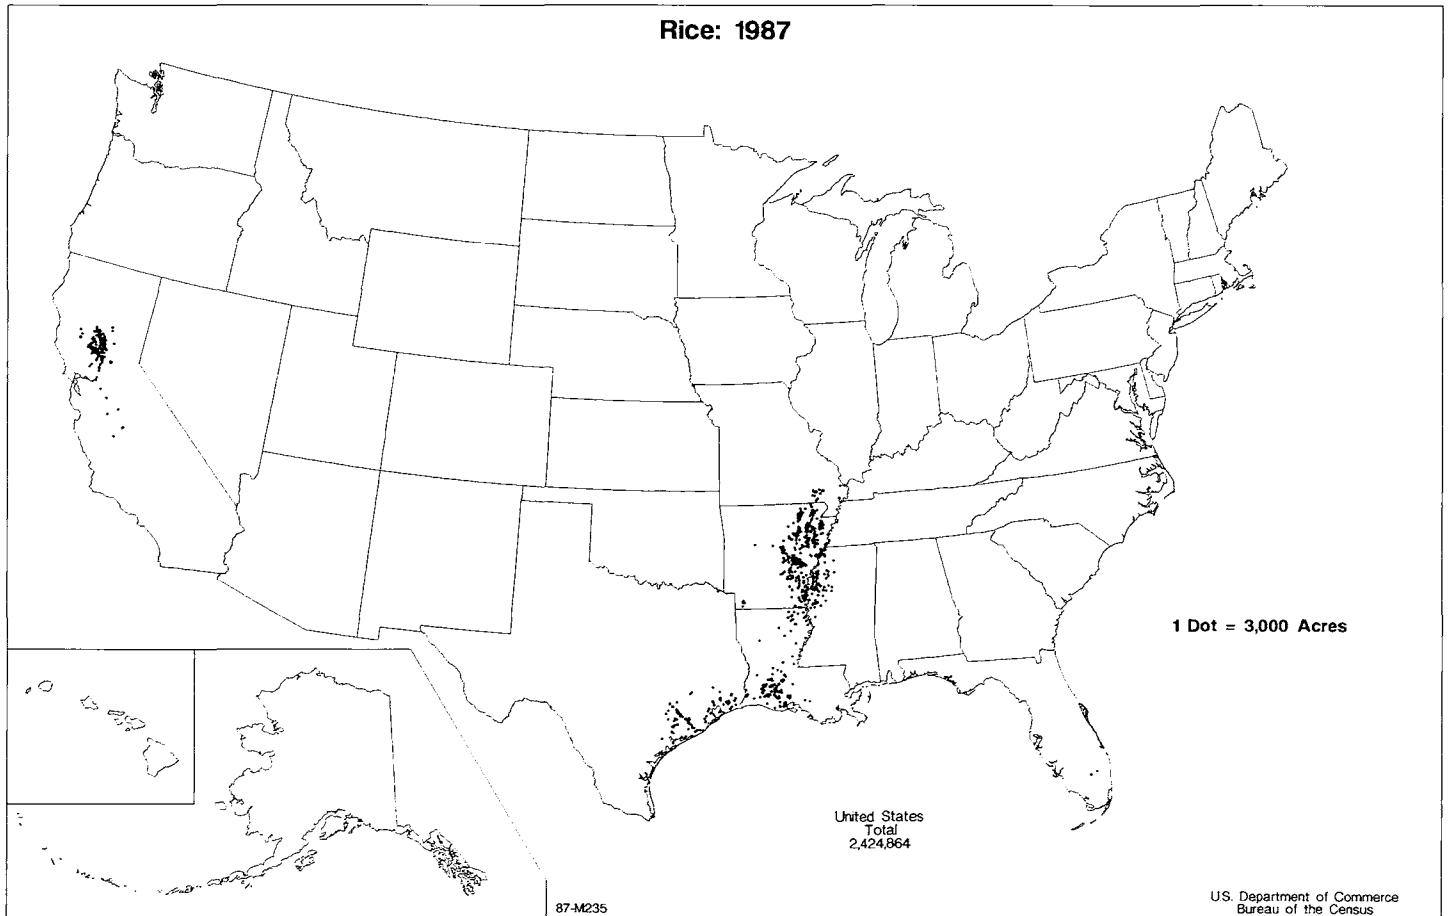 Rice: 1987
1 Dot = 3,000 Acres
United States
Total
2,424,864
87-M235
U.S. Department of Commerce
Bureau of the Census